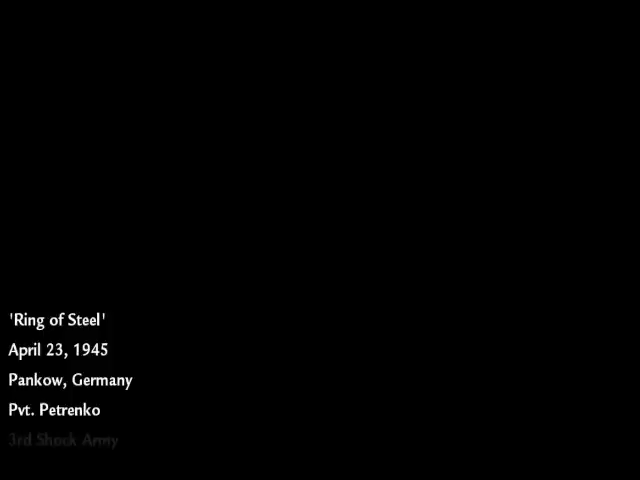 'Ring of Steel'
April 23, 1945
Pankow, Germany
Pvt. Petrenko
3rd Shock Army